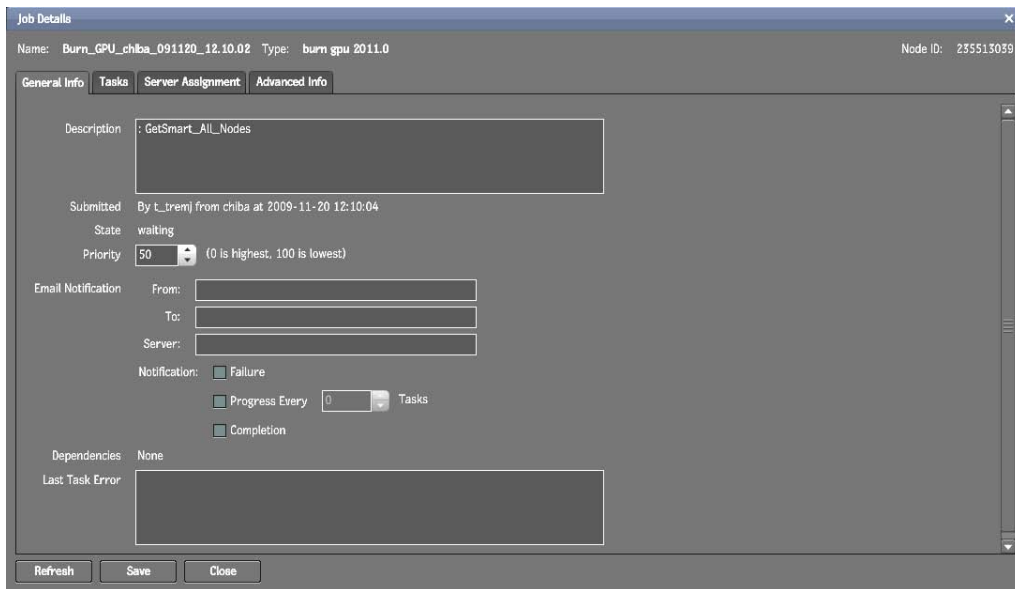 Job Details
Name: Burn_GPU_chiba_091120_12.10.02 Type: burn gpu 2011.0 Node ID: 235513039
General Info Tasks Server Assignment Advanced Info
Description : GetSmart_All_Nodes
Submitted By t_tremj from chiba at 2009-11-20 12:10:04
State waiting
Priority 50 (0 is highest, 100 is lowest)
Email Notification From:
To:
Server:
Notification: Failure
Progress Every 0 Tasks
Completion
Dependencies None
Last Task Error
Refresh Save Close